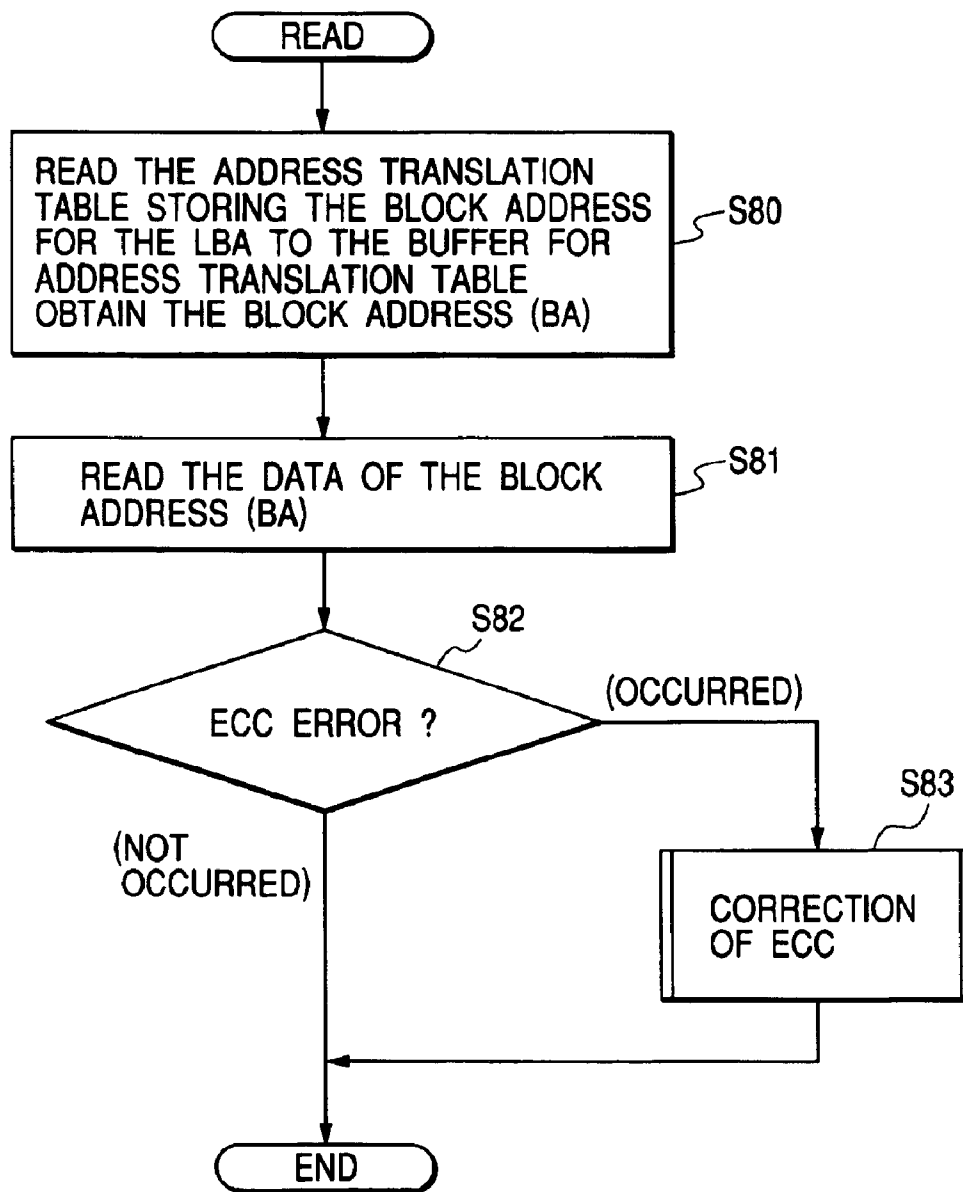 READ
READ THE ADDRESS TRANSLATION
TABLE STORING THE BLOCK ADDRESS
FOR THE LBA TO THE BUFFER FOR
ADDRESS TRANSLATION TABLE
OBTAIN THE BLOCK ADDRESS (BA)
S80
READ THE DATA OF THE BLOCK
ADDRESS (BA)
S81
S82
ECC ERROR ?
(OCCURRED)
S83
(NOT
OCCURRED)
CORRECTION
OF ECC
END